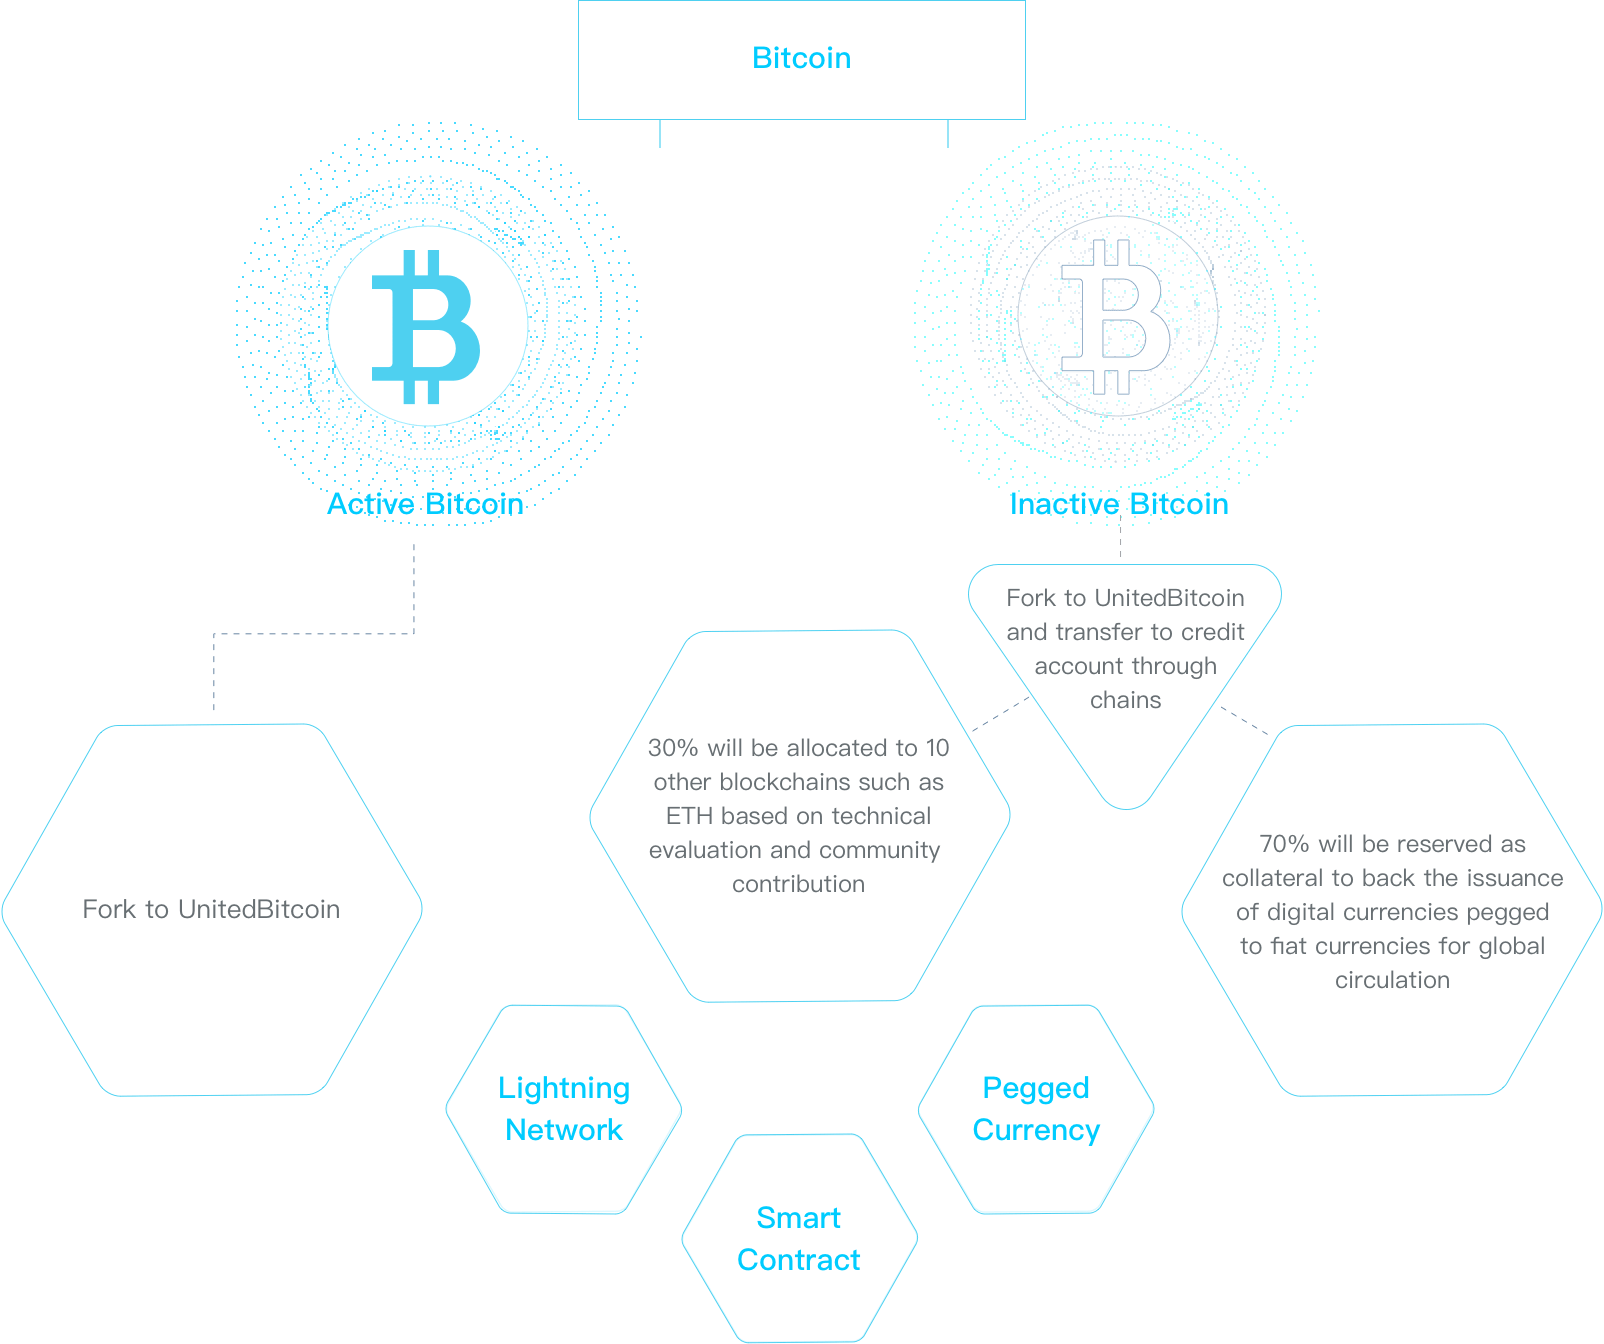 Bitcoin
Active Bitcoin
Inactive Bitcoin
Fork to UnitedBitcoin
and transfer to credit
account through
chains
30% will be allocated to 10
other blockchains such as
ETH based on technical
evaluation and community
contribution
70% will be reserved as
collateral to back the issuance
of digital currencies pegged
to fiat currencies for global
circulation
Fork to UnitedBitcoin
Lightning
Network
Pegged
Currency
Smart
Contract